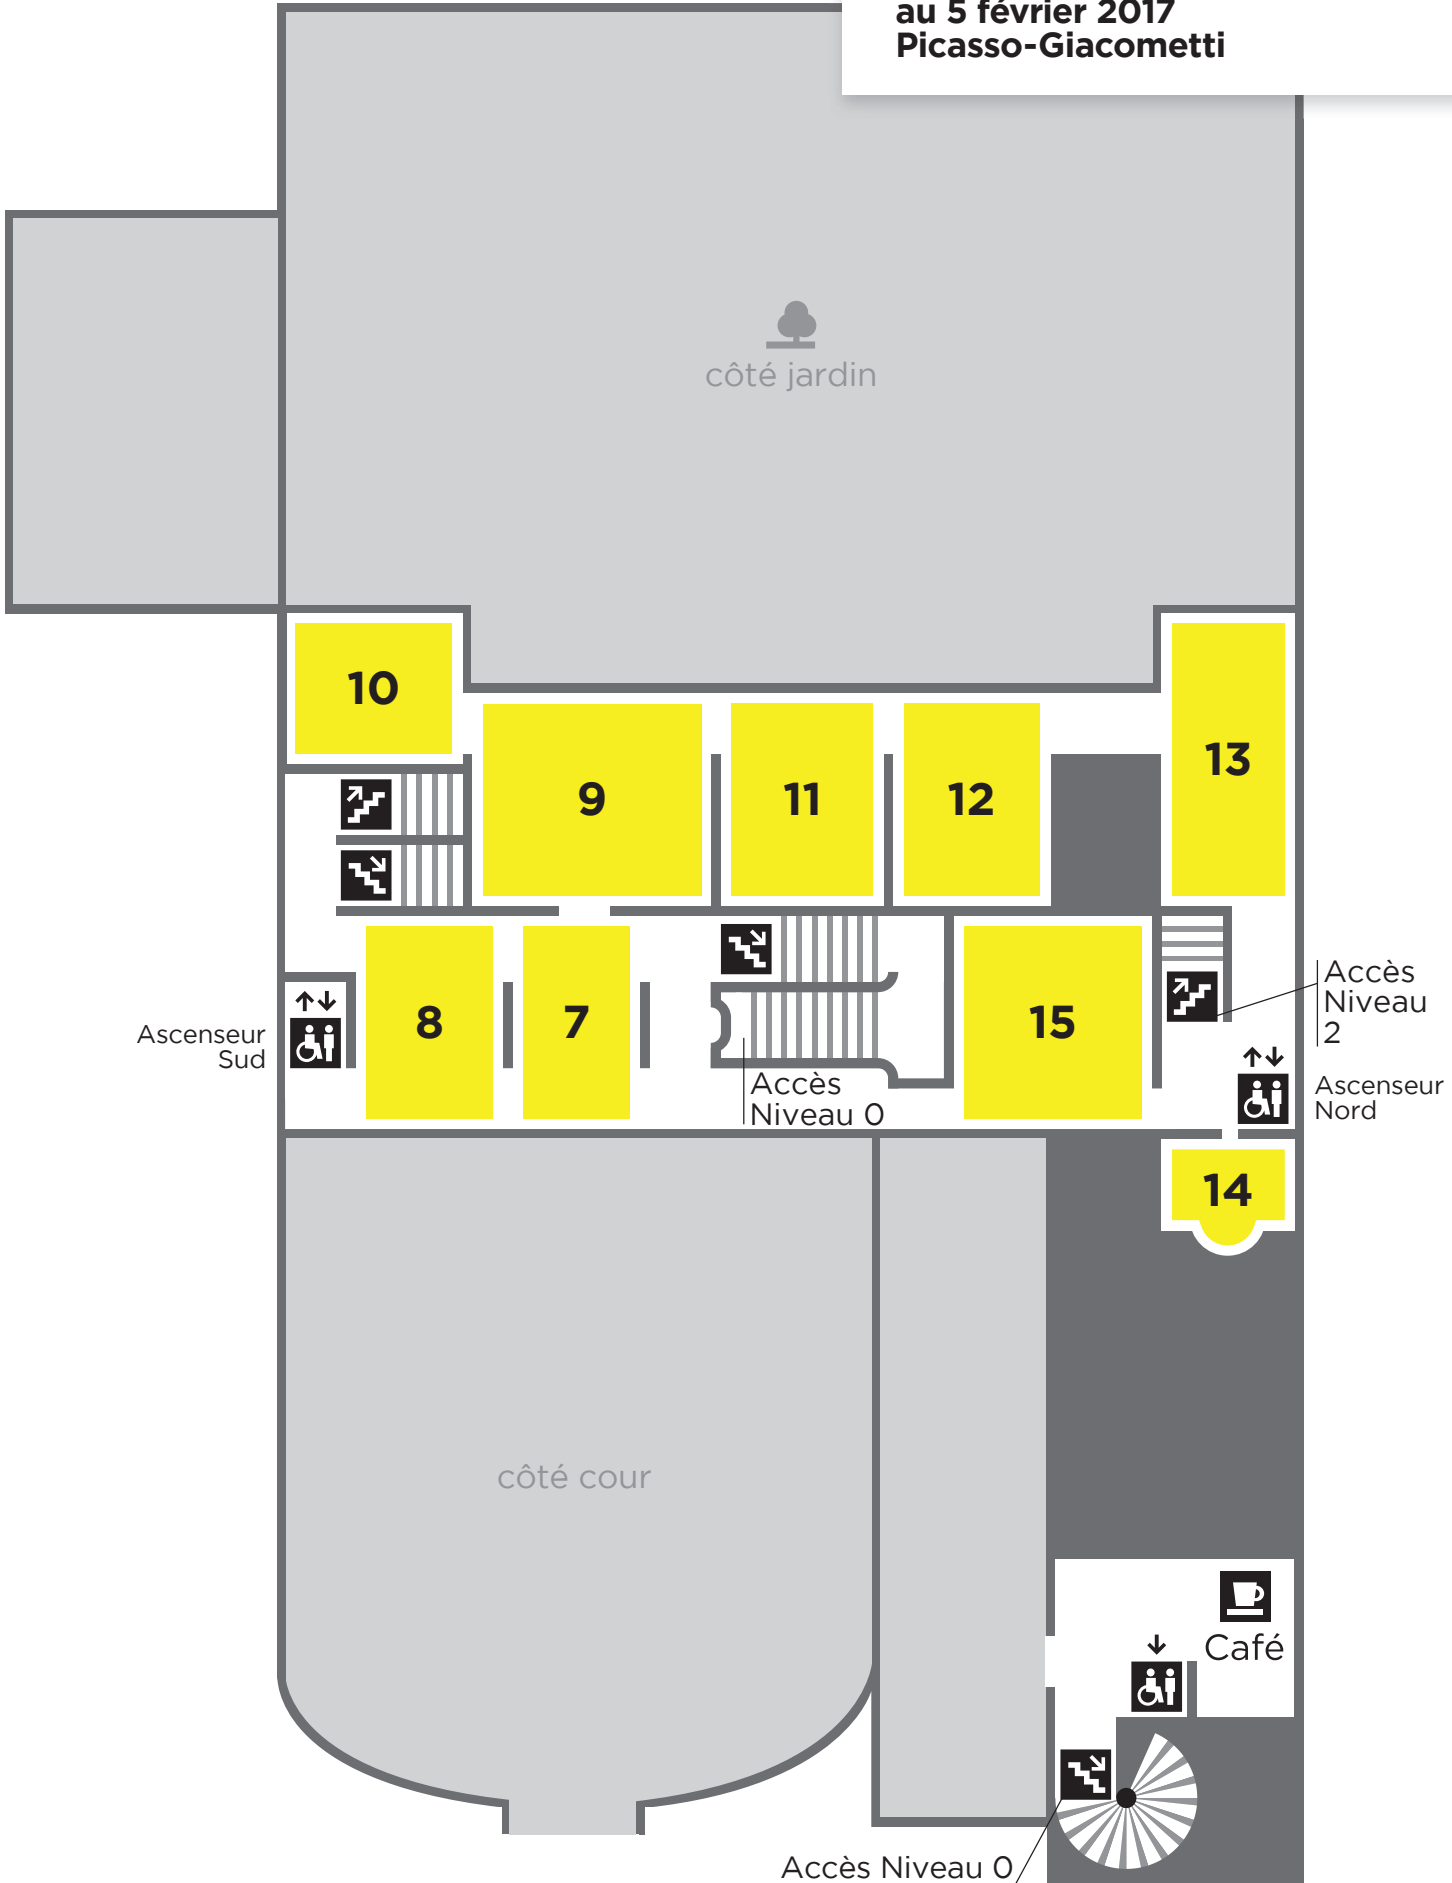 au 5 février 2017
Picasso-Giacometti
côté jardin
10
13
9
11
12
8
7
15
Accès
Niveau
2
Ascenseur
Sud
Accès
Niveau 0
Ascenseur
Nord
14
côté cour
Café
Accès Niveau 0